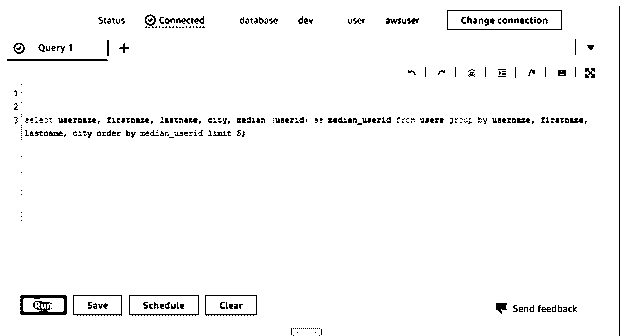 Status Connected database dev user awsuser Change connection
Query 1 +
1
2
3 select username, firstname, lastname, city, median (userid) as median_userid from users group by username, firstname,
lastname, city order by median_userid limit 5;
Run Save Schedule Clear Send feedback